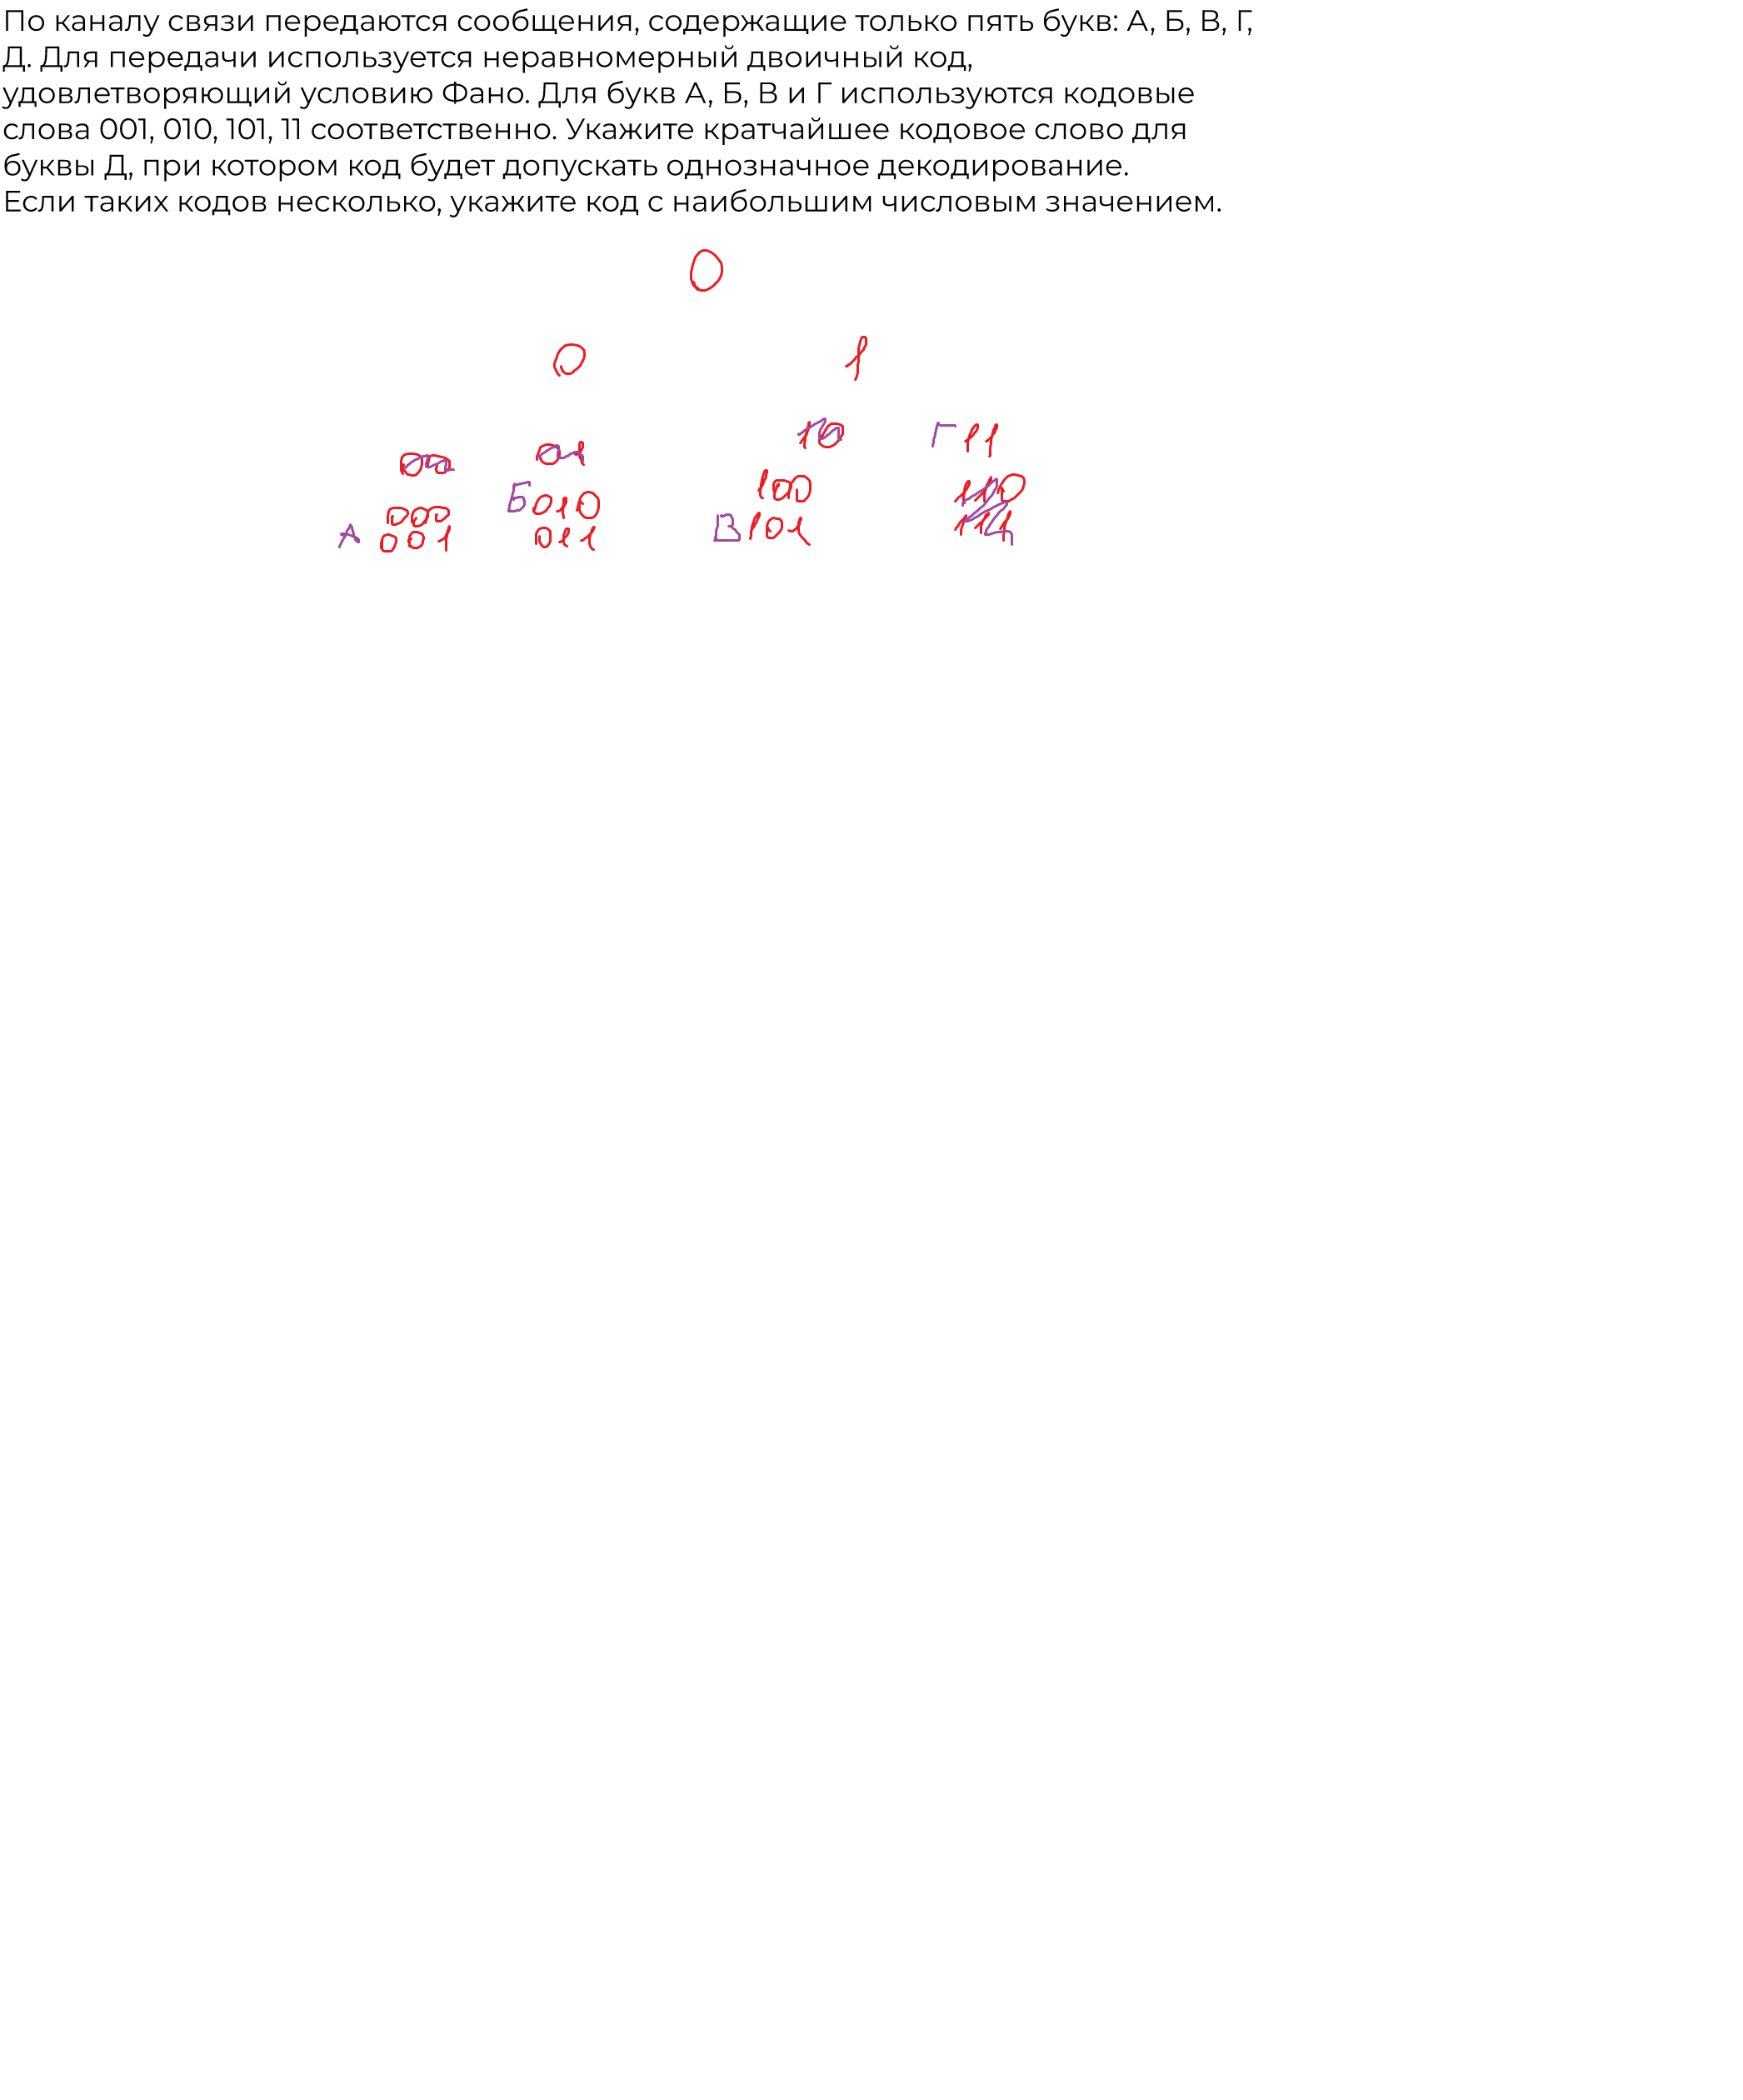 По каналу связи передаются сообщения, содержащие только пять букв: А, Б, В, Г,
Д. Для передачи используется неравномерный двоичный код,
удовлетворяющий условию Фано. Для букв А, Б, В и Г используются кодовые
слова 001, 010, 101, 11 соответственно. Укажите кратчайшее кодовое слово для
буквы Д, при котором код будет допускать однозначное декодирование.
Если таких кодов несколько, укажите код с наибольшим числовым значением.
0
0 1
00 01 10 Г 11
000 Б 010 100 110
А 001 011 В 101 111